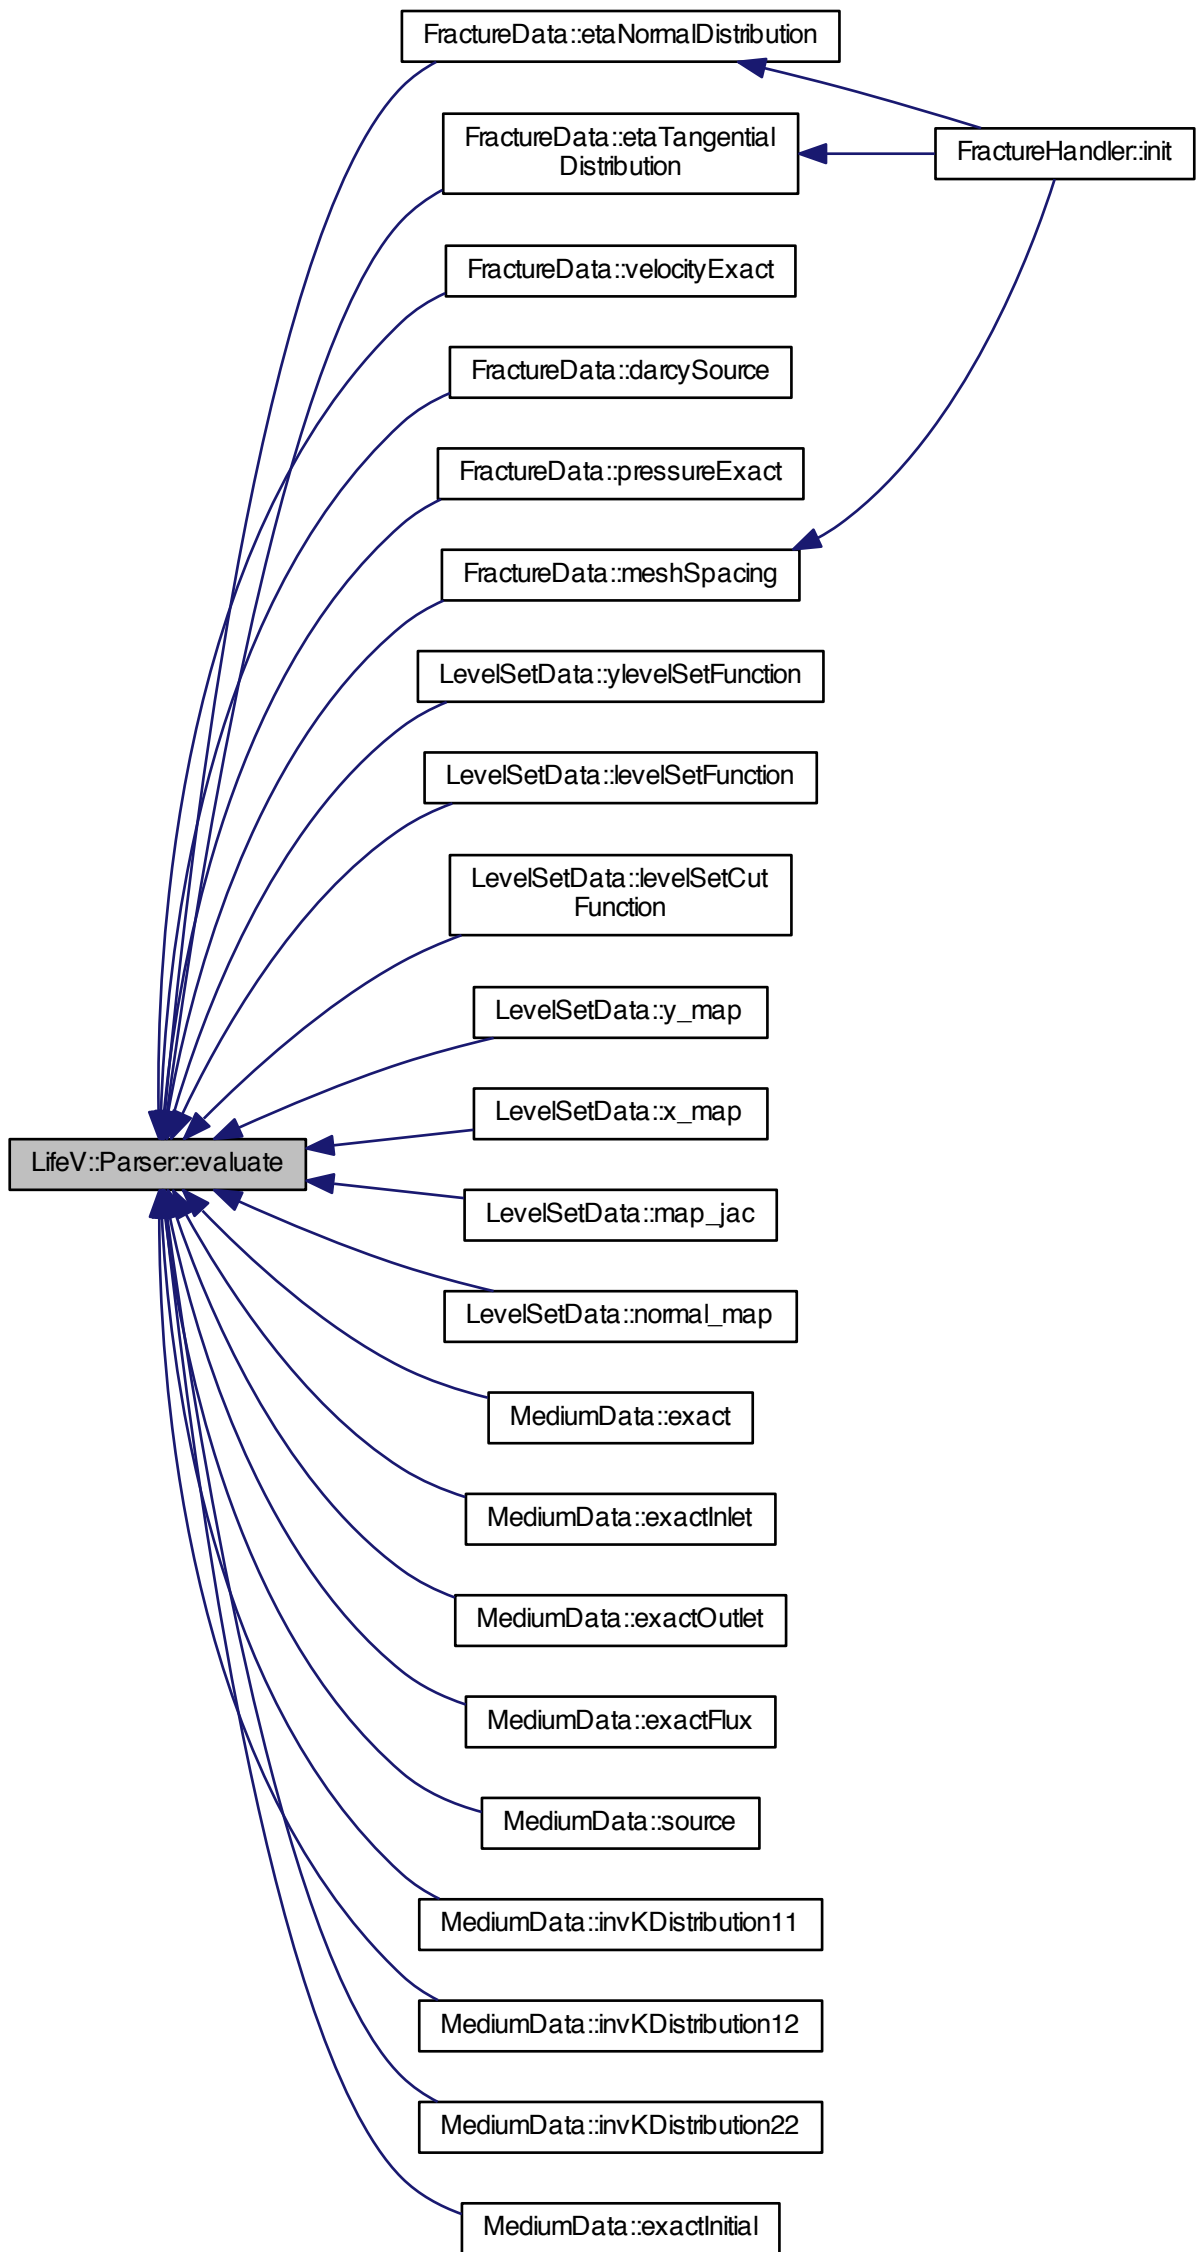 FractureData::etaNormalDistribution
FractureData::etaTangential
Distribution
FractureHandler::init
FractureData::velocityExact
FractureData::darcySource
FractureData::pressureExact
FractureData::meshSpacing
LevelSetData::ylevelSetFunction
LevelSetData::levelSetFunction
LevelSetData::levelSetCut
Function
LevelSetData::y_map
LevelSetData::x_map
LifeV::Parser::evaluate
LevelSetData::map_jac
LevelSetData::normal_map
MediumData::exact
MediumData::exactInlet
MediumData::exactOutlet
MediumData::exactFlux
MediumData::source
MediumData::invKDistribution11
MediumData::invKDistribution12
MediumData::invKDistribution22
MediumData::exactInitial